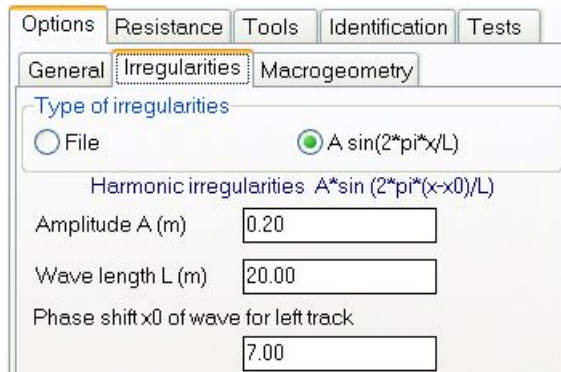 Options Resistance Tools Identification Tests
General Irregularities Macrogeometry
Type of irregularities
File A sin(2*pi*x/L)
Harmonic irregularities A*sin (2*pi*(x-x0)/L)
Amplitude A (m) 0.20
Wave length L (m) 20.00
Phase shift x0 of wave for left track
7.00